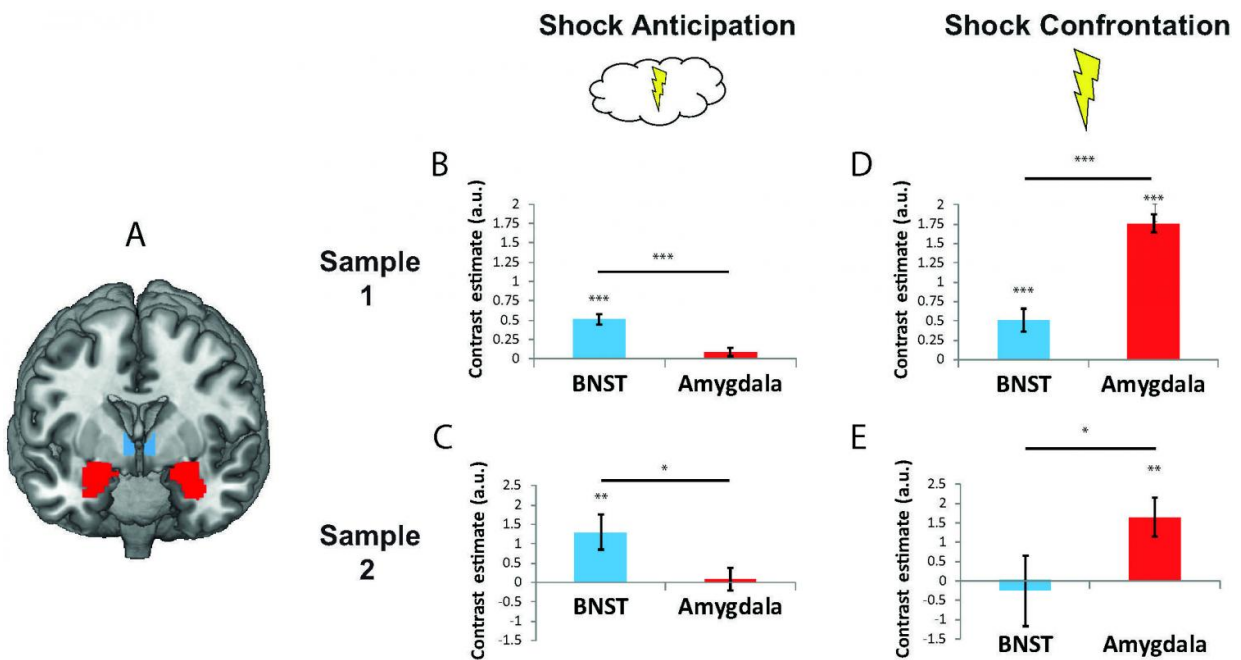 Shock Anticipation
Shock Confrontation
A
Sample
1
B
Contrast estimate (a.u.)
2
1.75
1.5
1.25
1
0.75
0.5
0.25
0
***
***
BNST
Amygdala
D
Contrast estimate (a.u.)
2
1.75
1.5
1.25
1
0.75
0.5
0.25
0
***
***
***
BNST
Amygdala
Sample
2
C
Contrast estimate (a.u.)
3
2.5
2
1.5
1
0.5
0
-0.5
-1
-1.5
*
**
BNST
Amygdala
E
Contrast estimate (a.u.)
3
2.5
2
1.5
1
0.5
0
-0.5
-1
-1.5
*
**
BNST
Amygdala